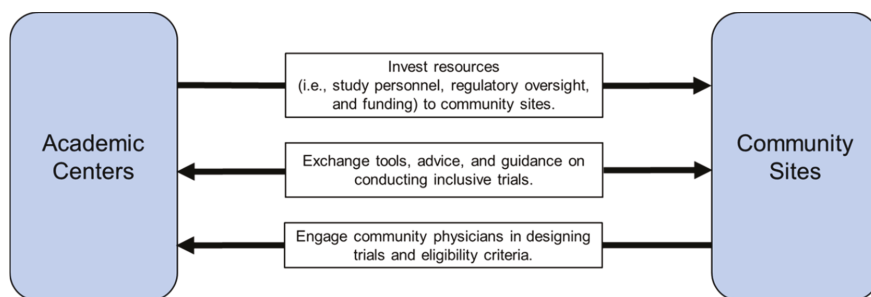 Academic
Centers
Invest resources
(i.e., study personnel, regulatory oversight,
and funding) to community sites.
Exchange tools, advice, and guidance on
conducting inclusive trials.
Engage community physicians in designing
trials and eligibility criteria.
Community
Sites